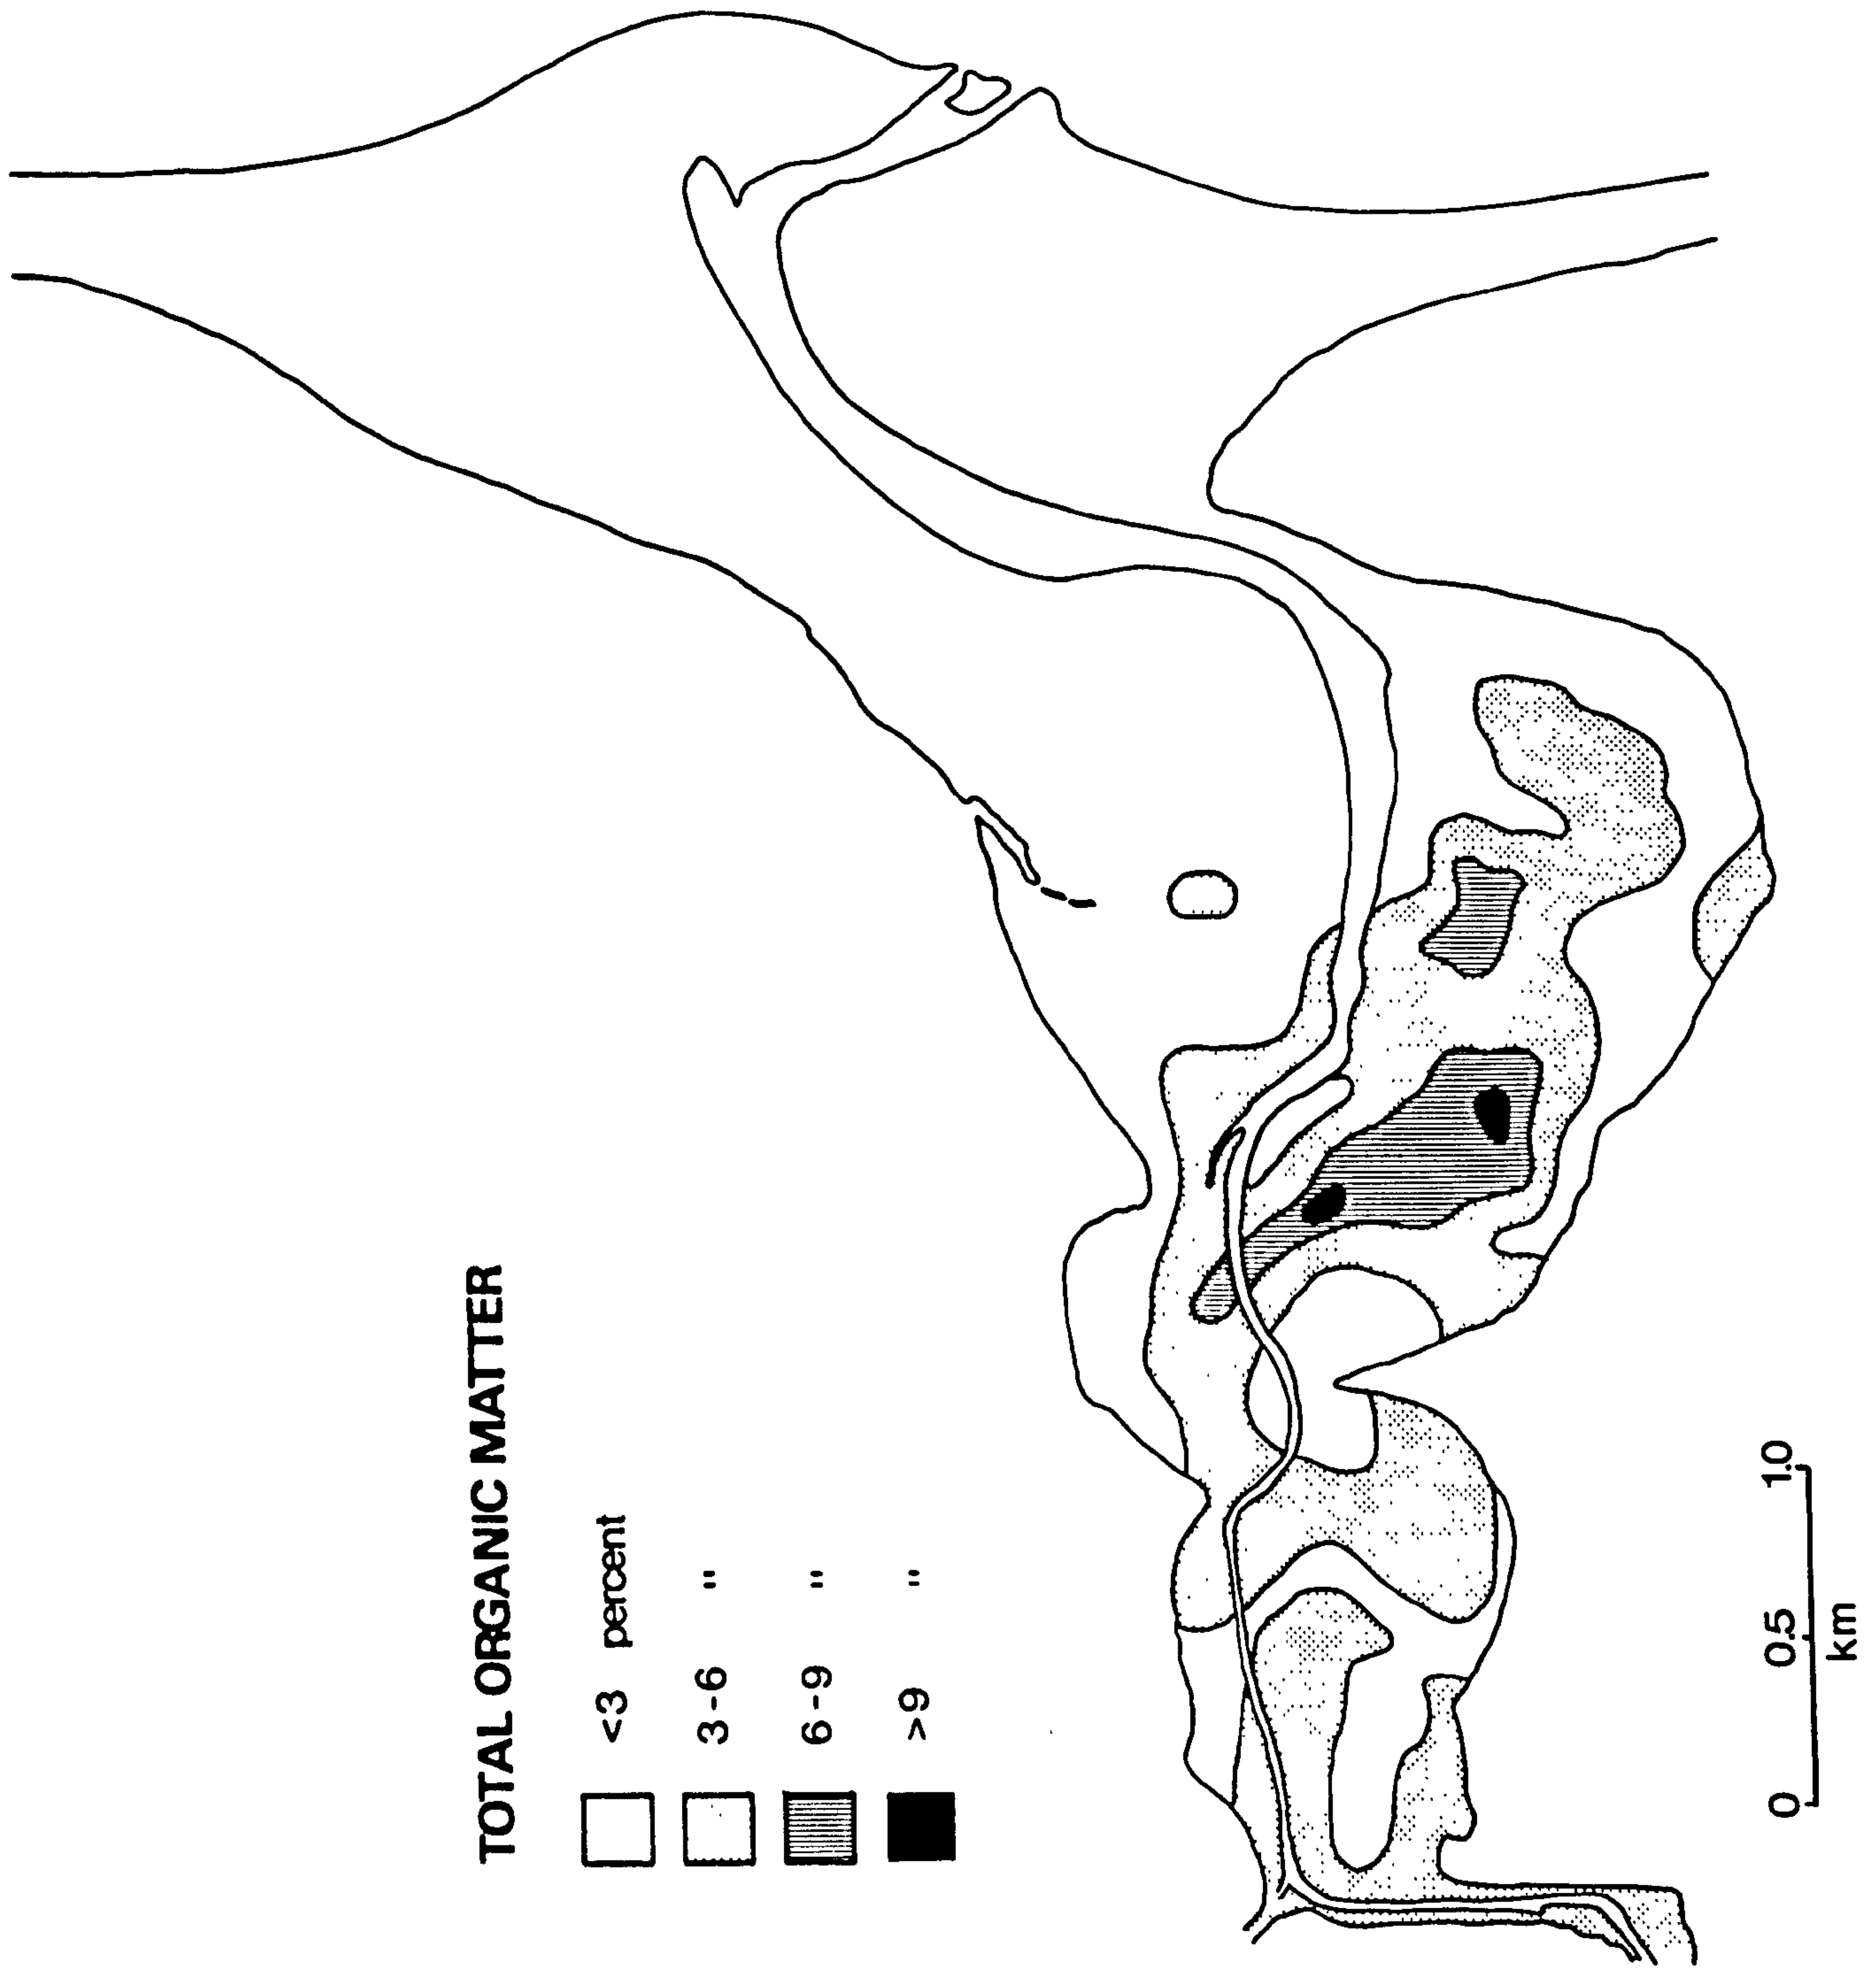 TOTAL ORGANIC MATTER
<3 percent
3-6 "
6-9 "
>9 "
0 0.5 1.0
km